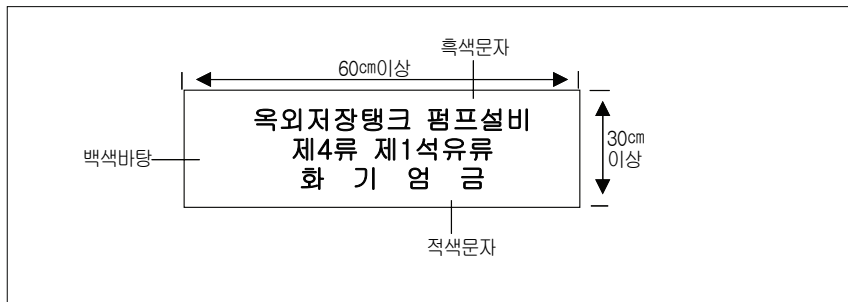 흑색문자
60㎝이상
옥외저장탱크 펌프설비
제4류 제1석유류
화 기 엄 금
백색바탕
30㎝
이상
적색문자